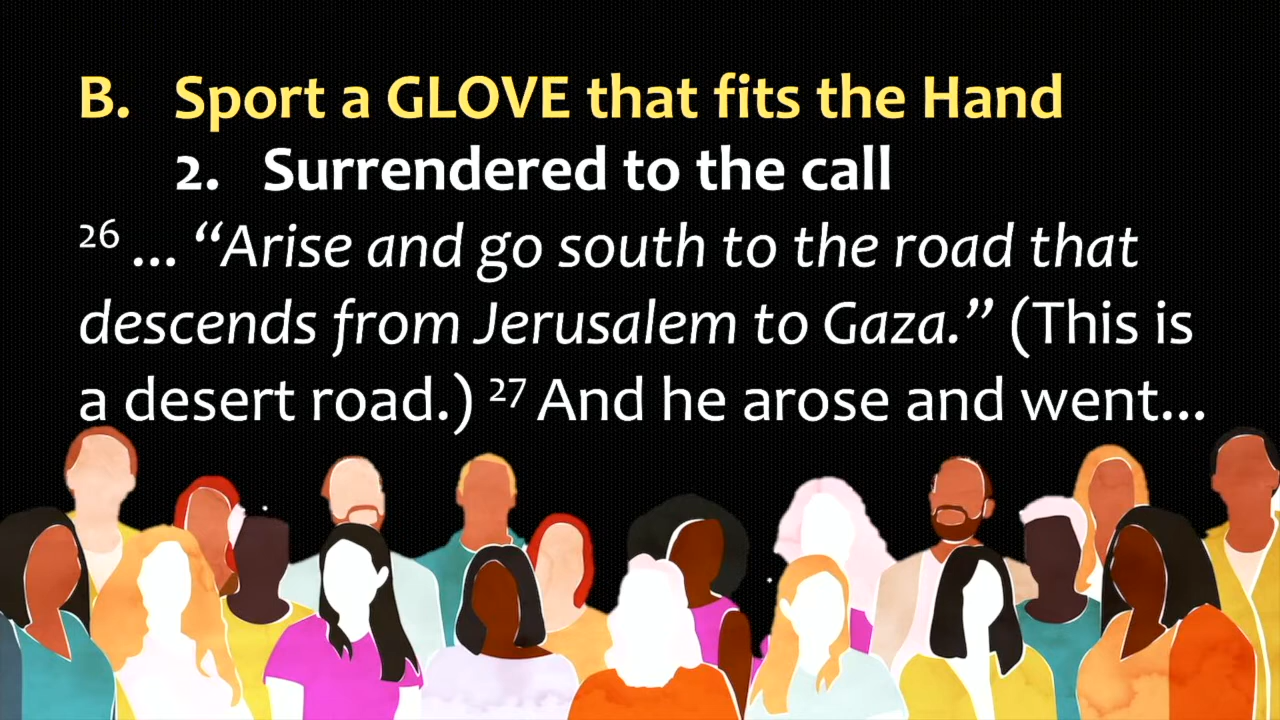 B. Sport a GLOVE that fits the Hand
2. Surrendered to the call
26 ... “Arise and go south to the road that
descends from Jerusalem to Gaza.” (This is
a desert road.) 27 And he arose and went...